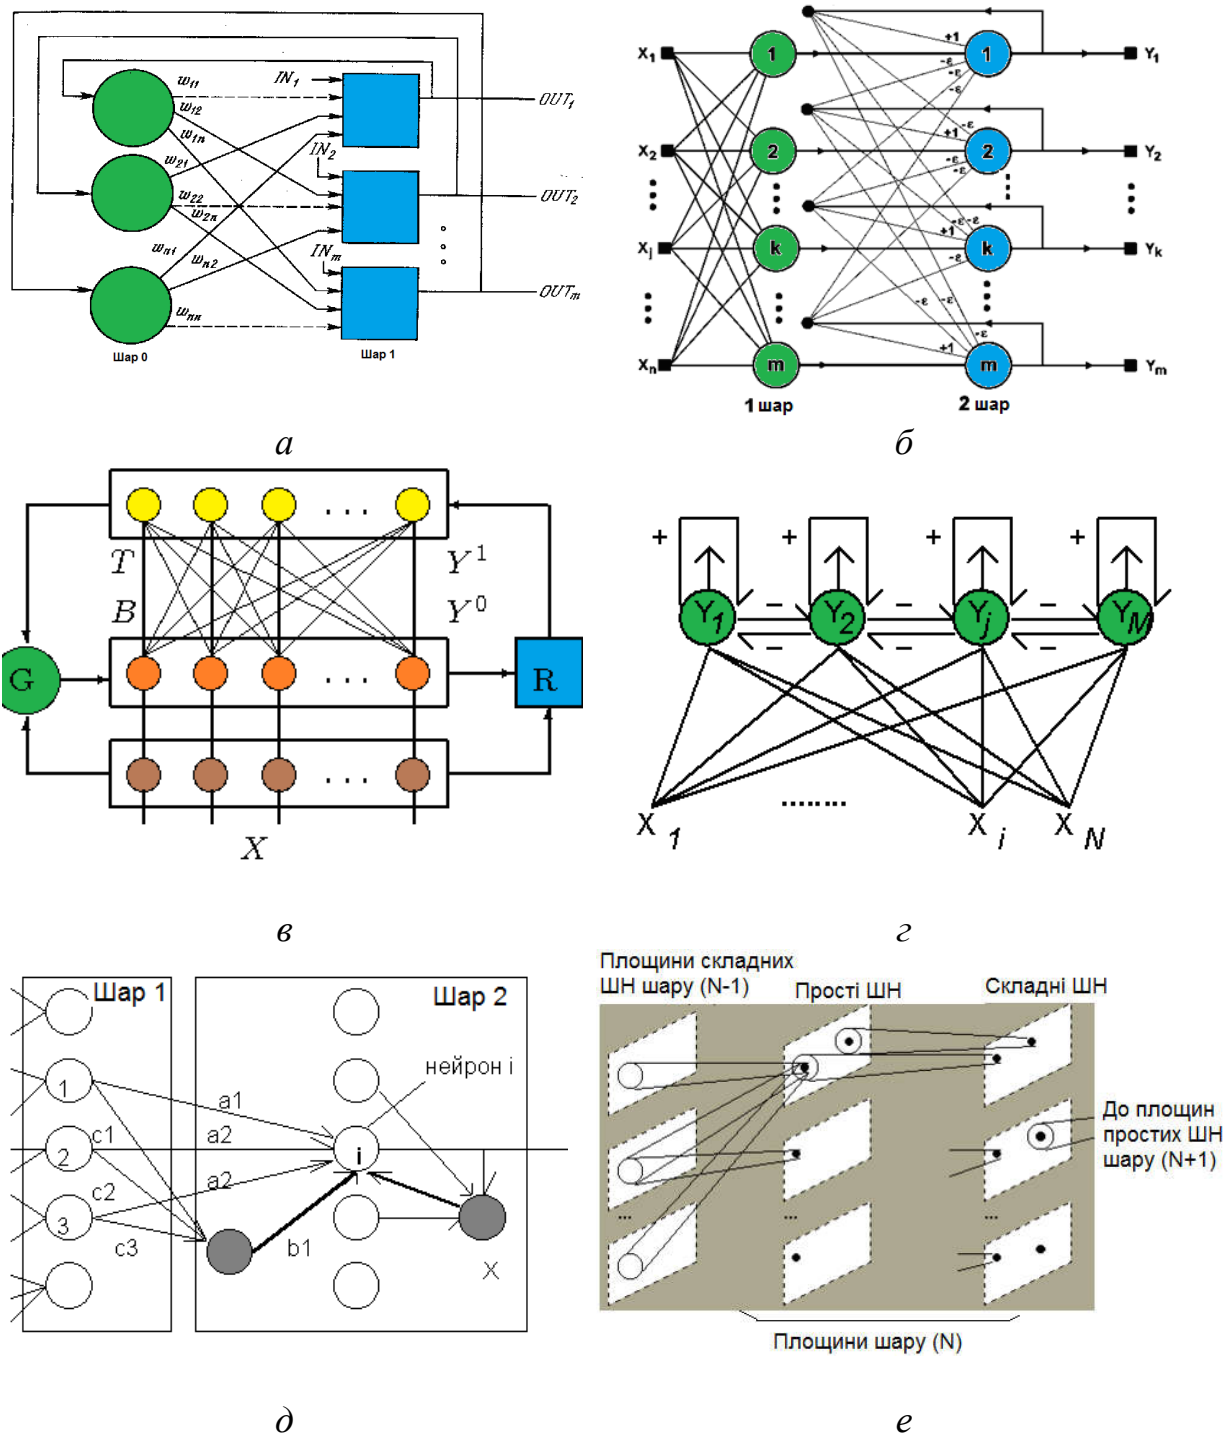 w11
w12
w1n
w21
w22
w2n
wn1
wn2
wnn
IN1
IN2
INm
OUT1
OUT2
OUTm
Шар 0
Шар 1
а
X1
X2
Xj
Xn
1
2
k
m
+1
-ε
-ε
-ε
-ε
+1
-ε
-ε
-ε
-ε
+1
-ε
-ε
-ε
-ε
+1
1
2
k
m
Y1
Y2
Yk
Ym
1 шар
2 шар
б
T
B
Y1
Y0
G
R
. . .
. . .
. . .
X
в
+
+
+
+
Y1
Y2
Yj
YM
−
−
−
−
−
−
........
X1
Xi
XN
г
Шар 1
Шар 2
нейрон i
1
2
3
a1
a2
a2
c1
c2
c3
b1
i
X
д
Площини складних
ШН шару (N-1)
Прості ШН
Складні ШН
До площин
простих ШН
шару (N+1)
...
...
...
Площини шару (N)
е